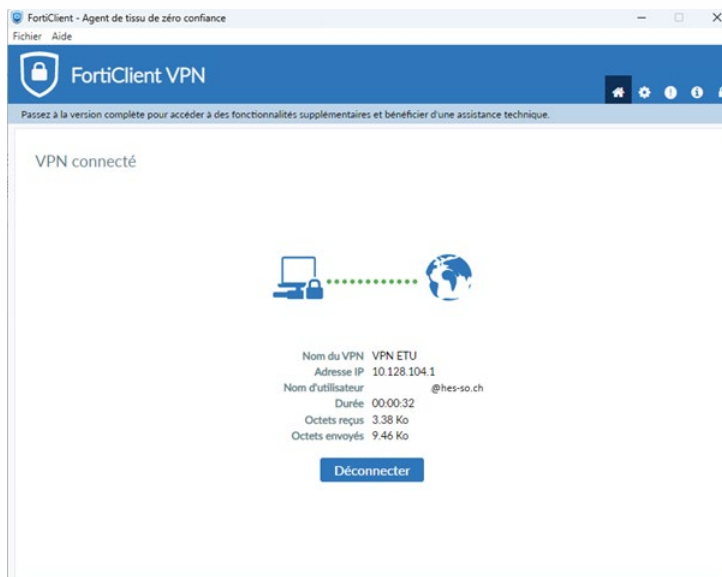 FortiClient - Agent de tissu de zéro confiance
Fichier Aide
FortiClient VPN
Passez à la version complète pour accéder à des fonctionnalités supplémentaires et bénéficier d'une assistance technique.
VPN connecté
Nom du VPN VPN ETU
Adresse IP 10.128.104.1
Nom d'utilisateur @hes-so.ch
Durée 00:00:32
Octets reçus 3.38 Ko
Octets envoyés 9.46 Ko
Déconnecter